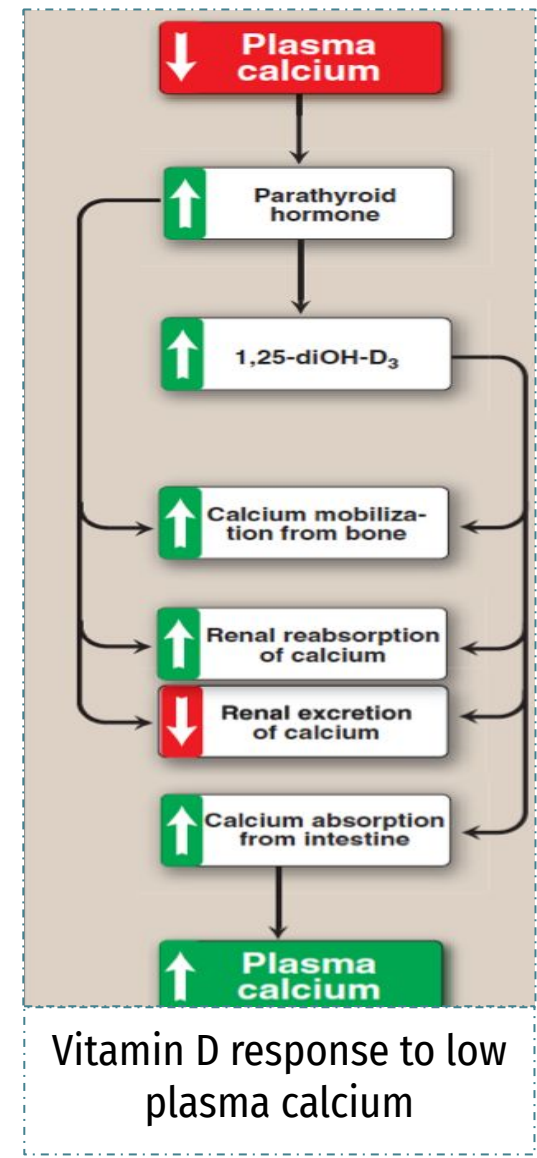 Plasma
calcium
Parathyroid
hormone
1,25-diOH-D₃
Calcium mobiliza-
tion from bone
Renal reabsorption
of calcium
Renal excretion
of calcium
Calcium absorption
from intestine
Plasma
calcium
Vitamin D response to low
plasma calcium